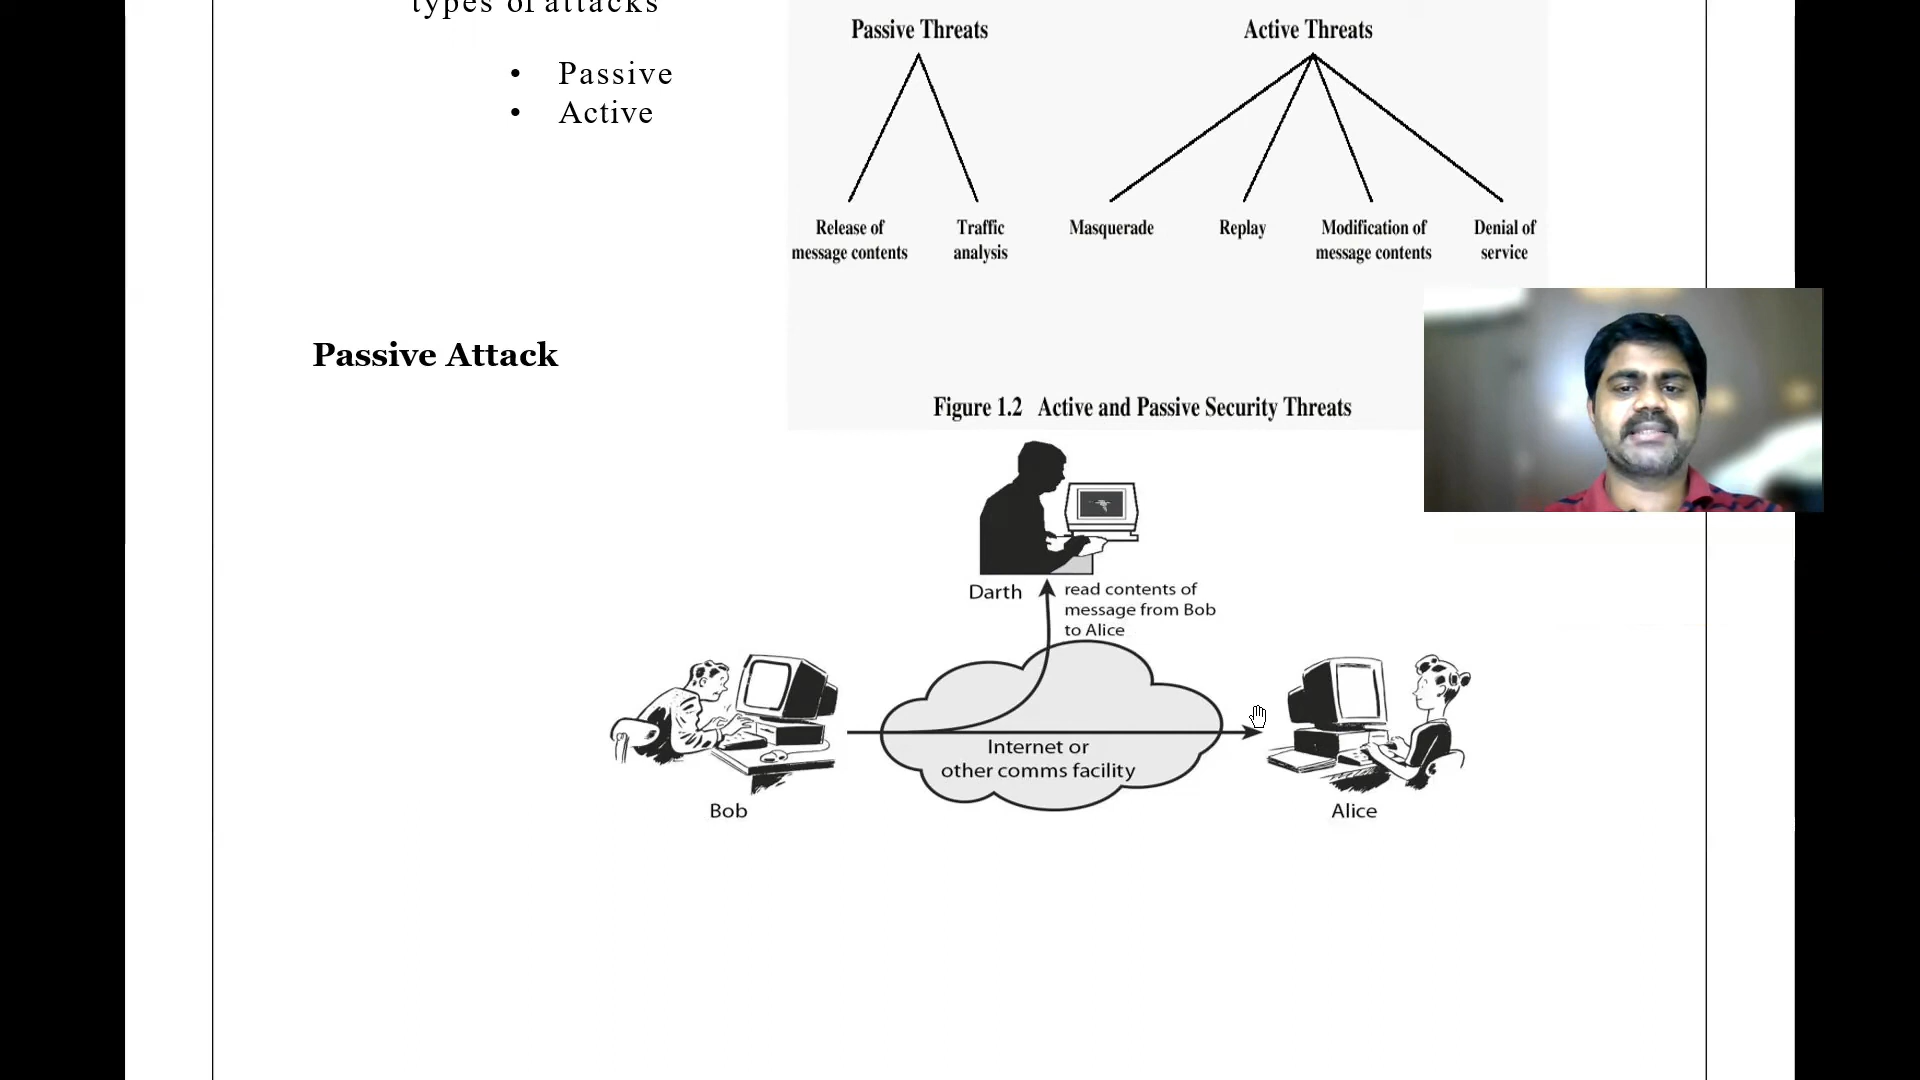 types of attacks
• Passive
• Active
Passive Threats
Active Threats
Release of
message contents
Traffic
analysis
Masquerade
Replay
Modification of
message contents
Denial of
service
Passive Attack
Figure 1.2 Active and Passive Security Threats
Darth
read contents of
message from Bob
to Alice
Internet or
other comms facility
Bob
Alice